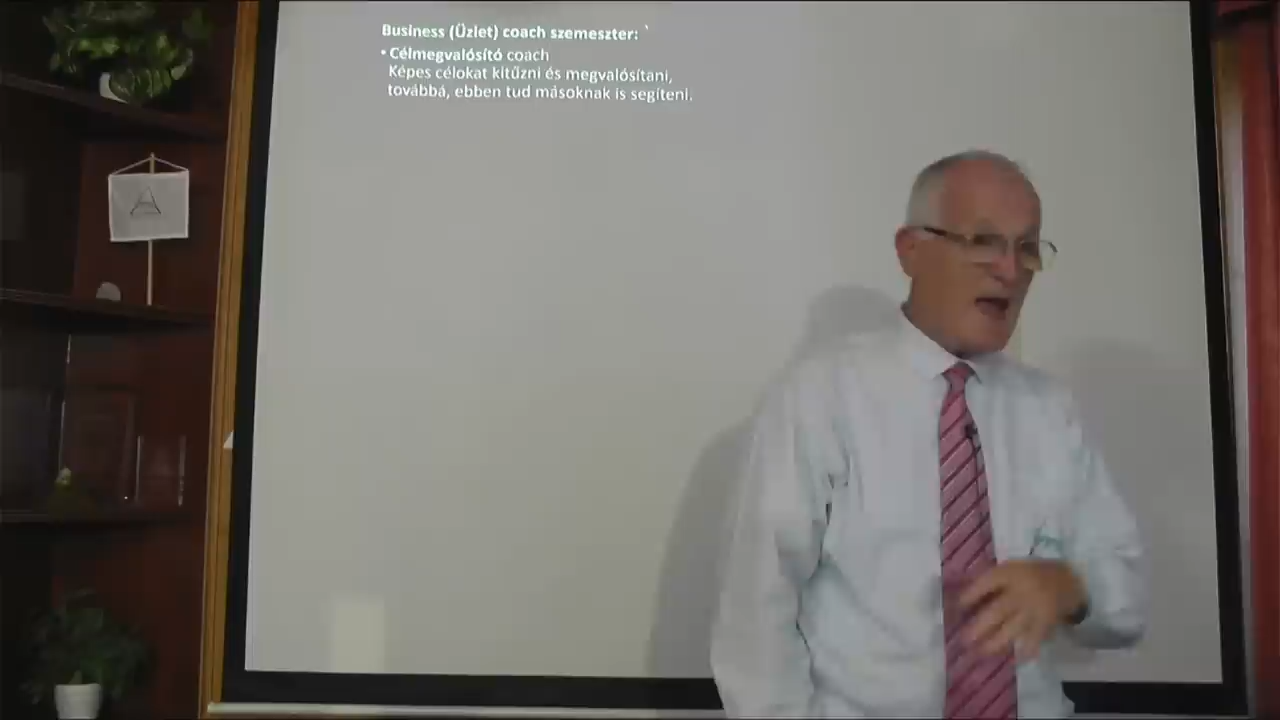 Business (Üzlet) coach szemeszter: `
• Célmegvalósító coach
Képes célokat kitűzni és megvalósítani,
továbbá, ebben tud másoknak is segíteni.